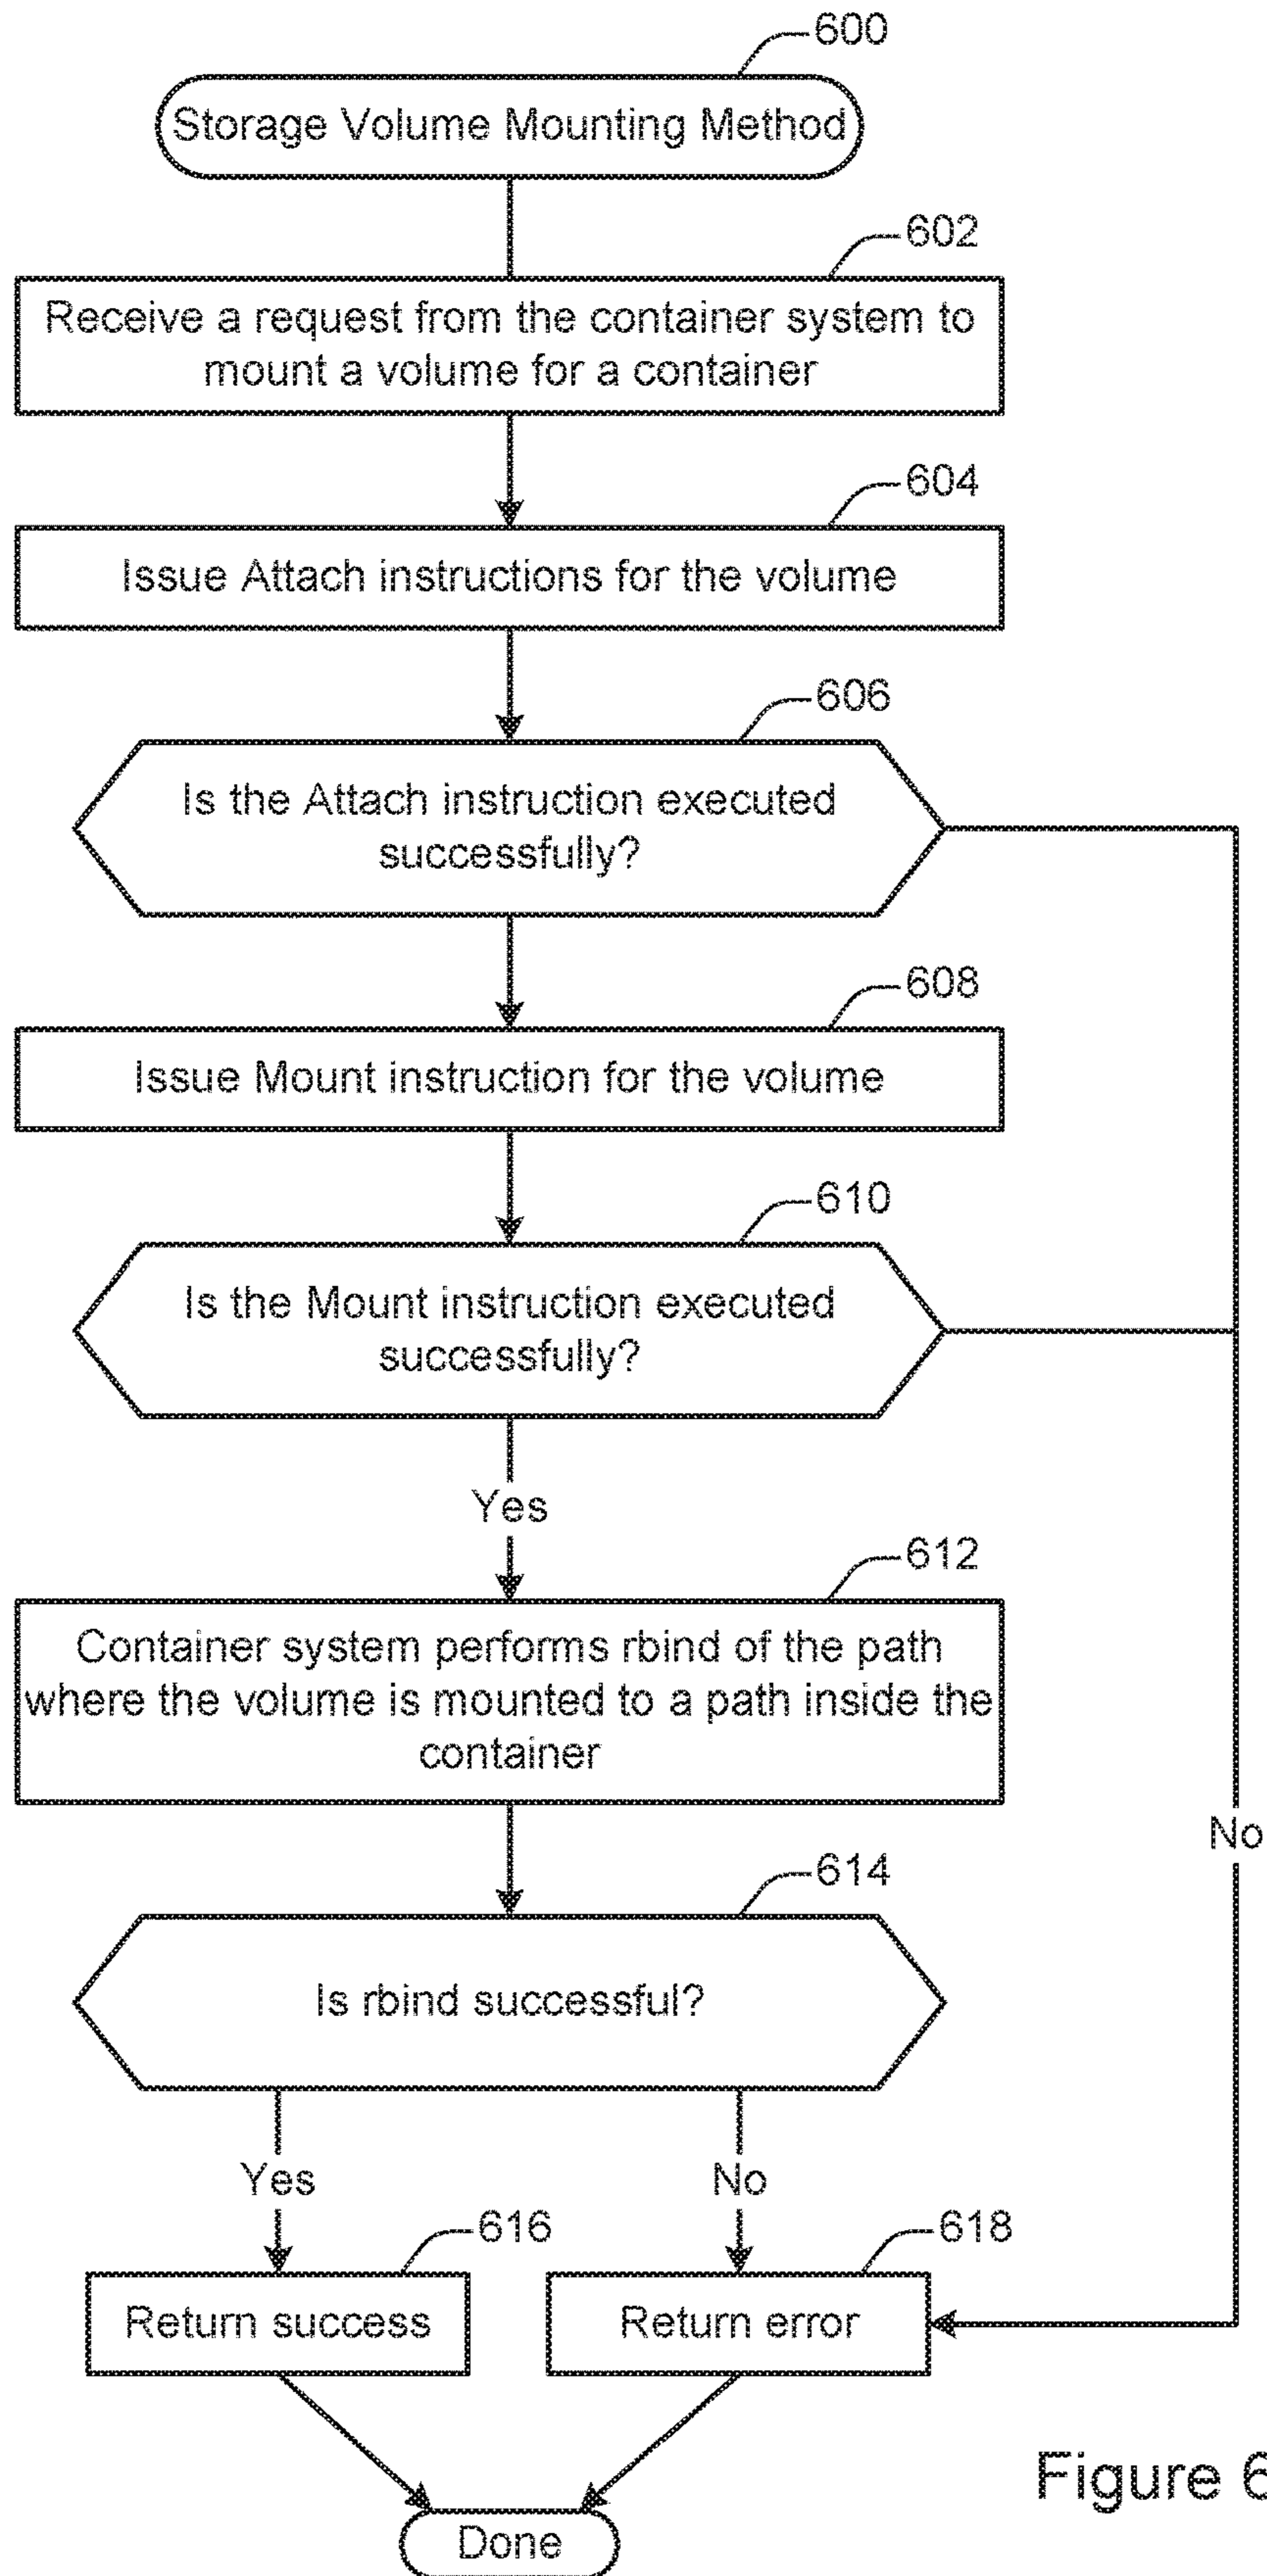 600
Storage Volume Mounting Method
602
Receive a request from the container system to
mount a volume for a container
604
Issue Attach instructions for the volume
606
Is the Attach instruction executed
successfully?
608
Issue Mount instruction for the volume
610
Is the Mount instruction executed
successfully?
Yes
612
Container system performs rbind of the path
where the volume is mounted to a path inside the
container
No
614
Is rbind successful?
Yes
No
616
618
Return success
Return error
Figure 6
Done